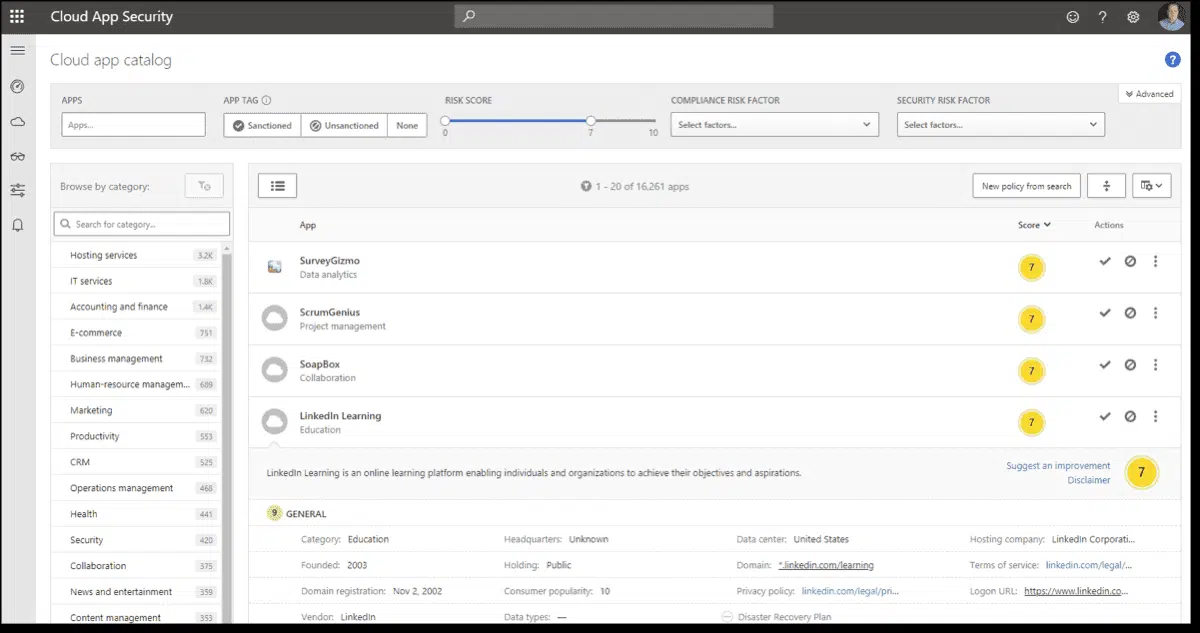 Cloud App Security
?
Cloud app catalog
?
Advanced
APPS
APP TAG
RISK SCORE
COMPLIANCE RISK FACTOR
SECURITY RISK FACTOR
Apps...
Sanctioned
Unsanctioned
None
0
7
10
Select factors...
Select factors...
Browse by category:
1 - 20 of 16,261 apps
New policy from search
Search for category...
App
Score
Actions
Hosting services 3.2K
IT services 1.8K
Accounting and finance 1.4K
E-commerce 751
Business management 732
Human-resource managem... 689
Marketing 620
Productivity 553
CRM 525
Operations management 468
Health 441
Security 420
Collaboration 375
News and entertainment 359
Content management 353
SurveyGizmo
Data analytics
7
ScrumGenius
Project management
7
SoapBox
Collaboration
7
LinkedIn Learning
Education
7
LinkedIn Learning is an online learning platform enabling individuals and organizations to achieve their objectives and aspirations.
Suggest an improvement
Disclaimer
7
9 GENERAL
Category: Education Headquarters: Unknown Data center: United States Hosting company: LinkedIn Corporati...
Founded: 2003 Holding: Public Domain: *.linkedin.com/learning Terms of service: linkedin.com/legal/...
Domain registration: Nov 2, 2002 Consumer popularity: 10 Privacy policy: linkedin.com/legal/pri... Logon URL: https://www.linkedin.co...
Vendor: LinkedIn Data types: — Disaster Recovery Plan